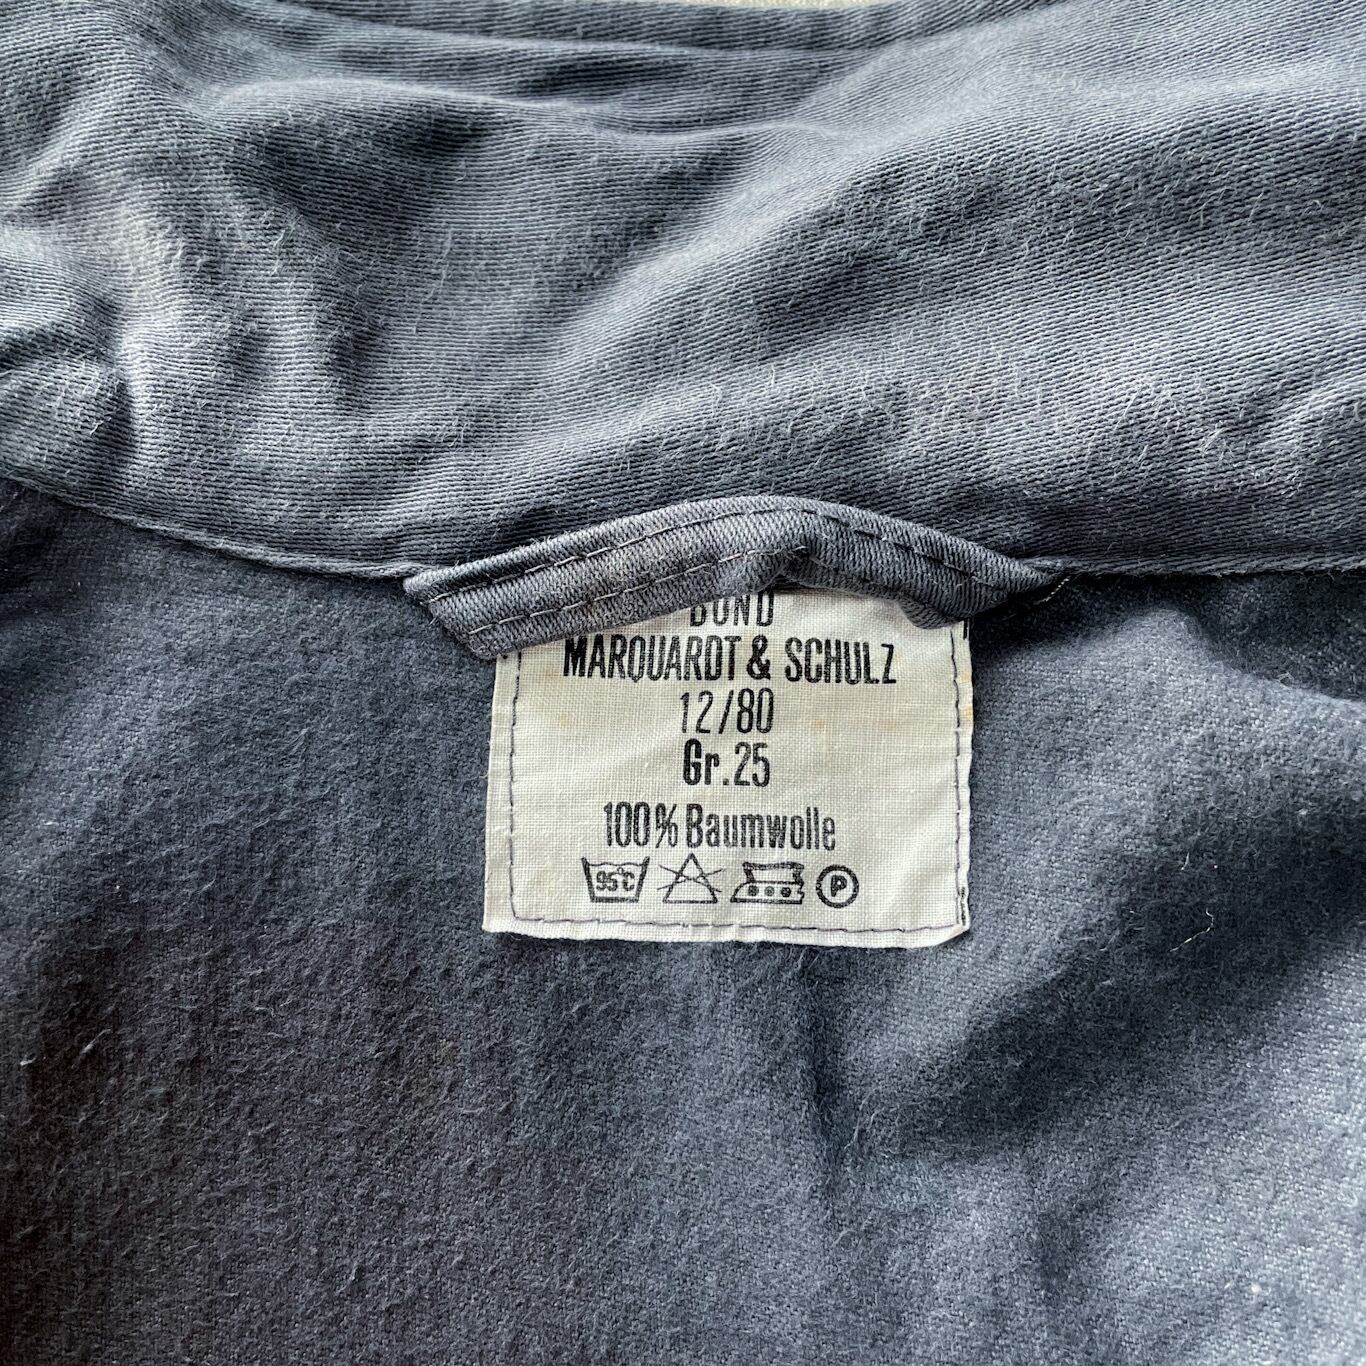 BUND
MARQUARDT & SCHULZ
12/80
Gr. 25
100% Baumwolle
95°C
P